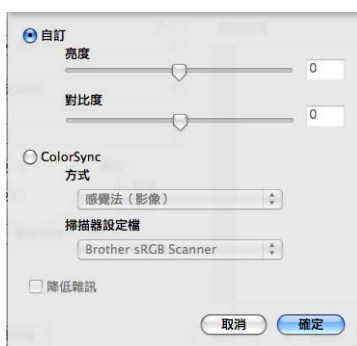 自訂
亮度
0
對比度
0
ColorSync
方式
感覺法（影像）
掃描器設定檔
Brother sRGB Scanner
降低雜訊
取消
確定